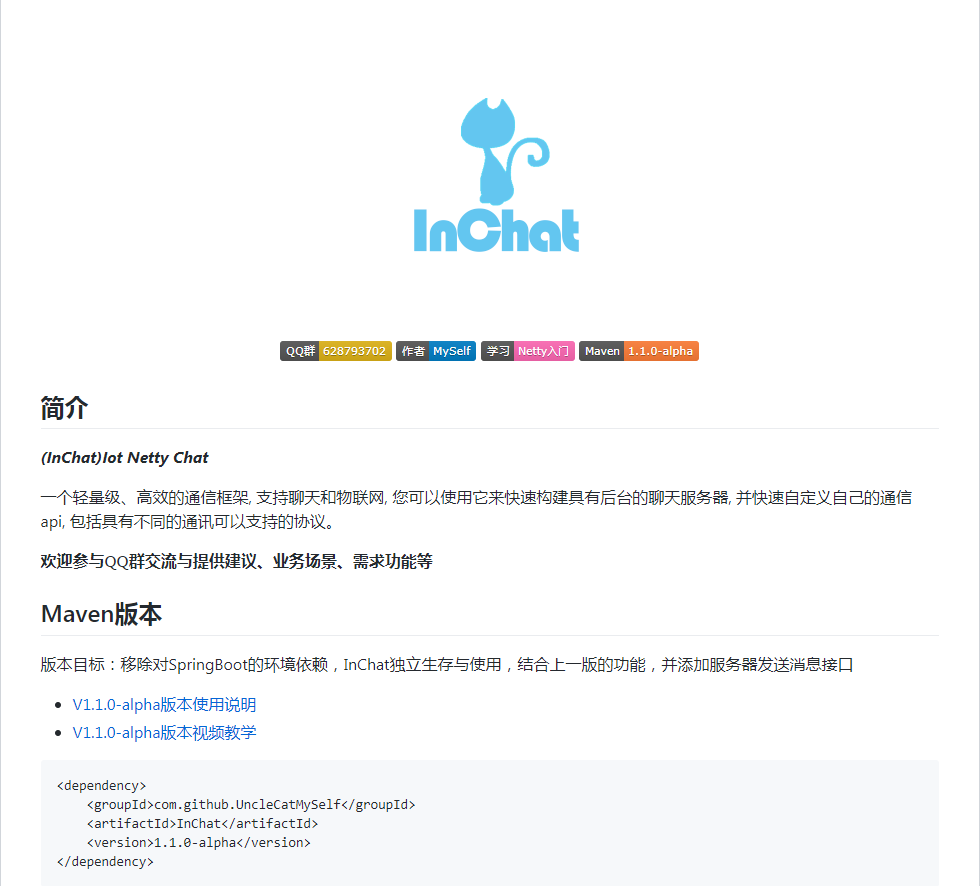 InChat
QQ群 628793702 作者 MySelf 学习 Netty入门 Maven 1.1.0-alpha
简介
(InChat)Iot Netty Chat
一个轻量级、高效的通信框架, 支持聊天和物联网, 您可以使用它来快速构建具有后台的聊天服务器, 并快速自定义自己的通信
api, 包括具有不同的通讯可以支持的协议。
欢迎参与QQ群交流与提供建议、业务场景、需求功能等
Maven版本
版本目标：移除对SpringBoot的环境依赖，InChat独立生存与使用，结合上一版的功能，并添加服务器发送消息接口
V1.1.0-alpha版本使用说明
V1.1.0-alpha版本视频教学
<dependency>
    <groupId>com.github.UncleCatMySelf</groupId>
    <artifactId>InChat</artifactId>
    <version>1.1.0-alpha</version>
</dependency>